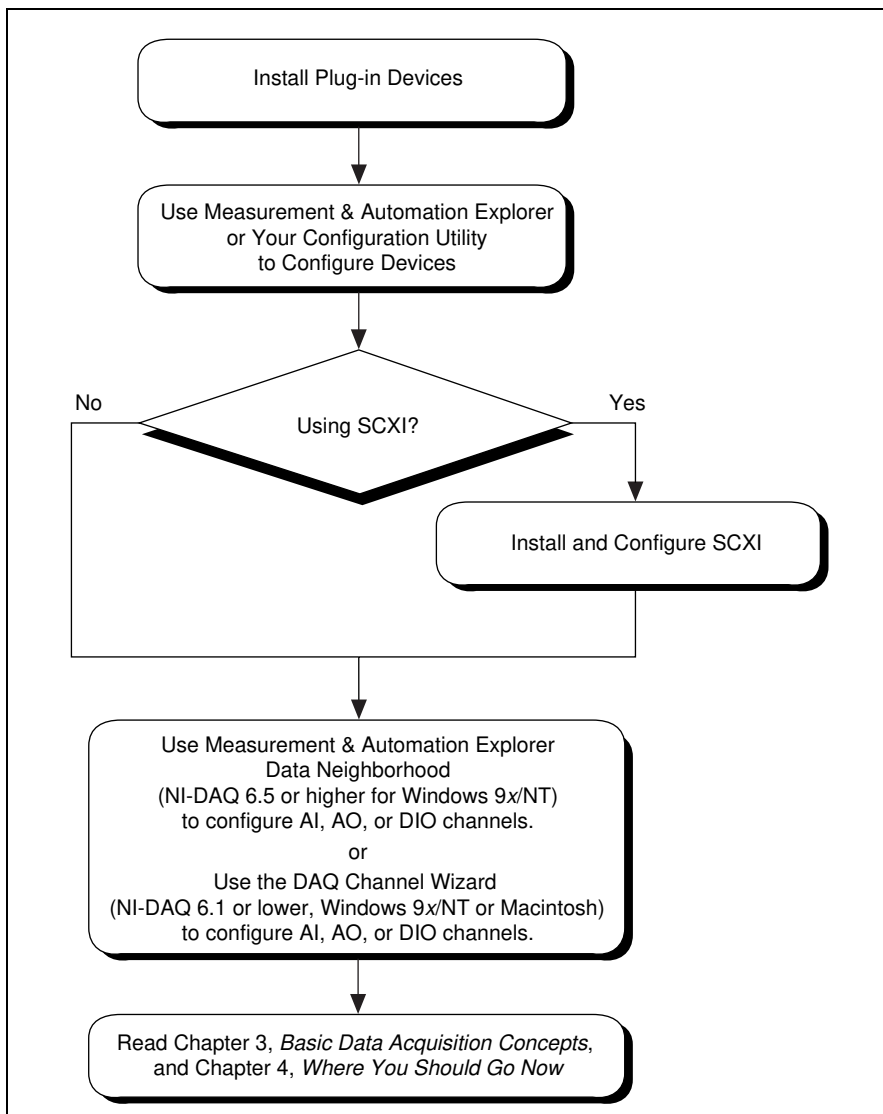 Install Plug-in Devices
Use Measurement & Automation Explorer
or Your Configuration Utility
to Configure Devices
No
Using SCXI?
Yes
Install and Configure SCXI
Use Measurement & Automation Explorer
Data Neighborhood
(NI-DAQ 6.5 or higher for Windows 9x/NT)
to configure AI, AO, or DIO channels.
or
Use the DAQ Channel Wizard
(NI-DAQ 6.1 or lower, Windows 9x/NT or Macintosh)
to configure AI, AO, or DIO channels.
Read Chapter 3, Basic Data Acquisition Concepts,
and Chapter 4, Where You Should Go Now